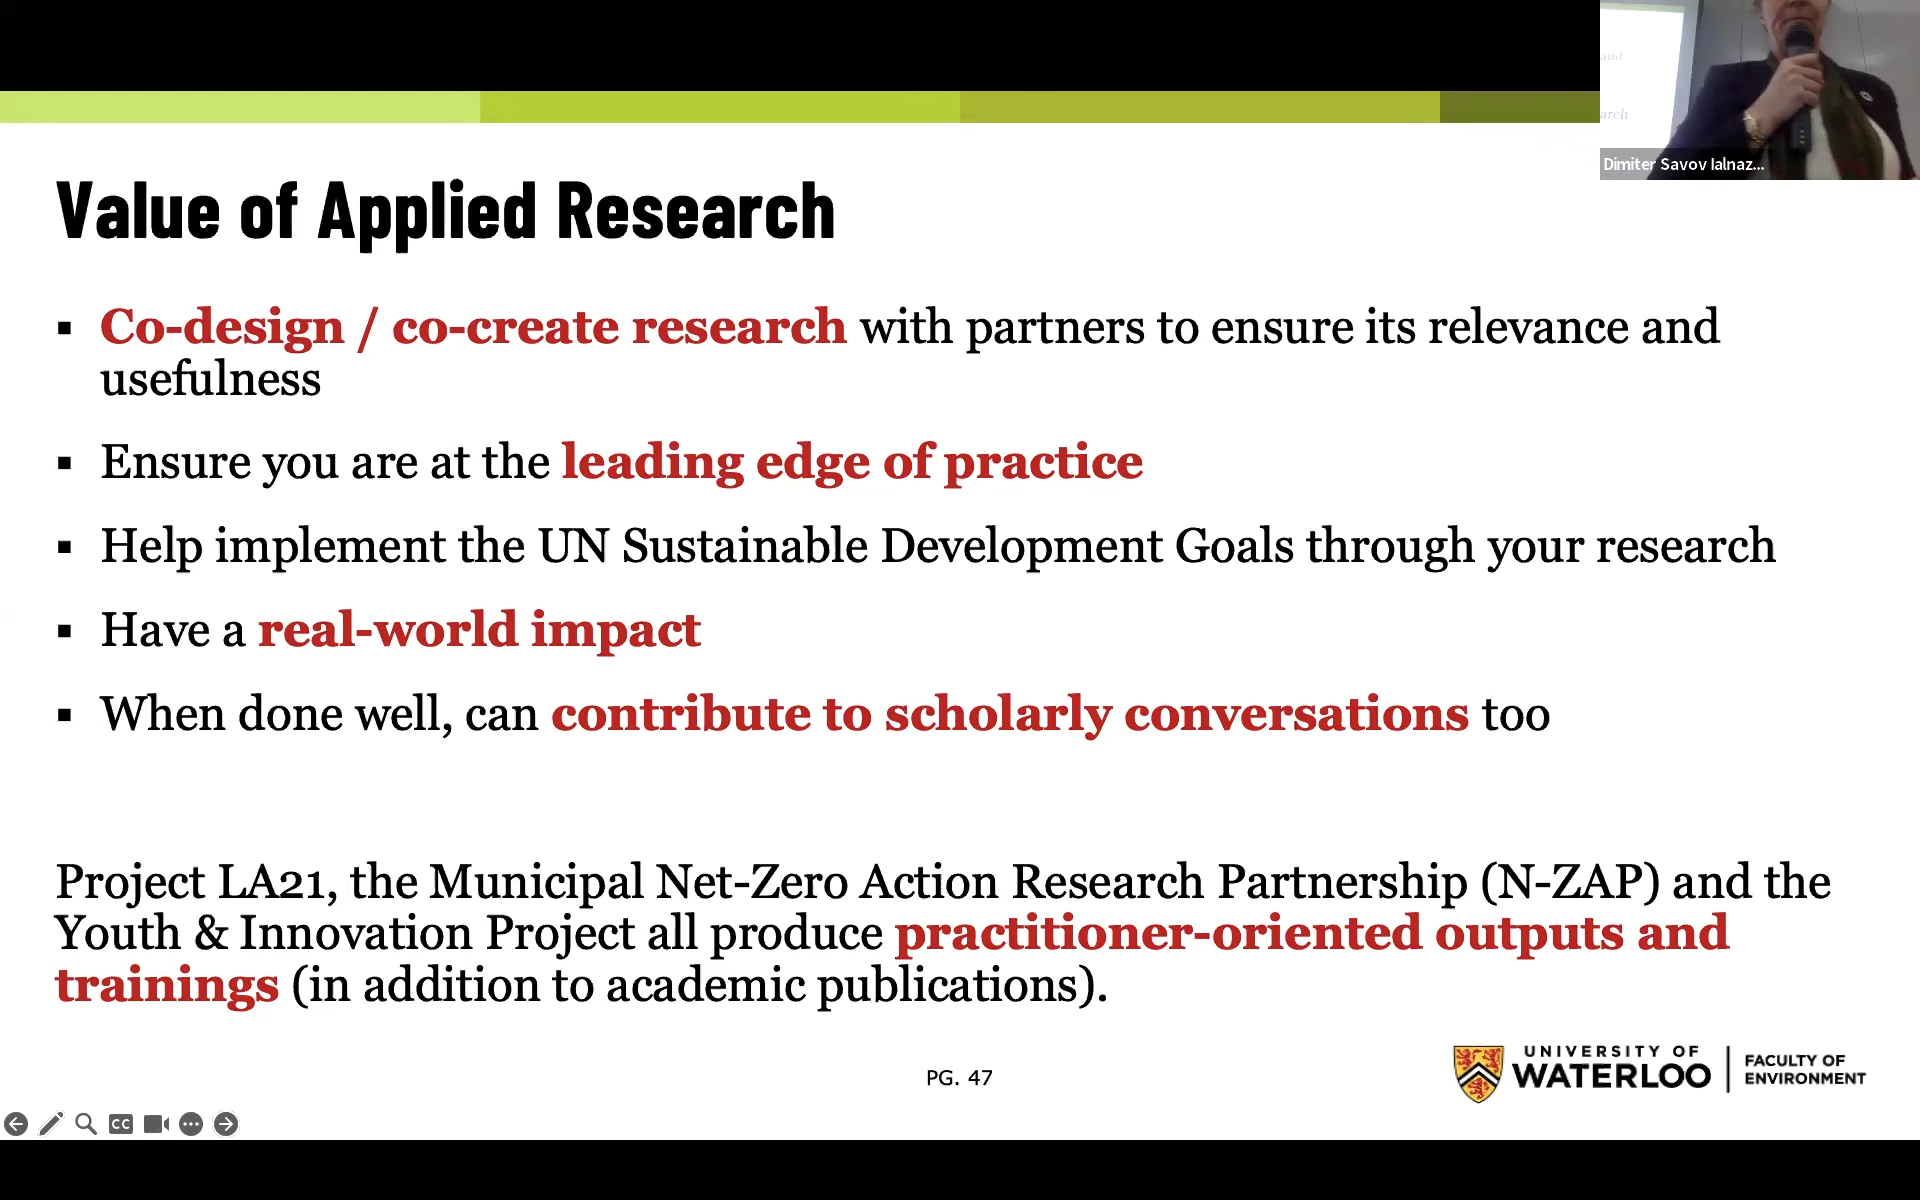 and
arch
Dimiter Savov Ialnaz...
Value of Applied Research
▪ Co-design / co-create research with partners to ensure its relevance and
usefulness
▪ Ensure you are at the leading edge of practice
▪ Help implement the UN Sustainable Development Goals through your research
▪ Have a real-world impact
▪ When done well, can contribute to scholarly conversations too
Project LA21, the Municipal Net-Zero Action Research Partnership (N-ZAP) and the
Youth & Innovation Project all produce practitioner-oriented outputs and
trainings (in addition to academic publications).
PG. 47
UNIVERSITY OF
WATERLOO
FACULTY OF
ENVIRONMENT
CC